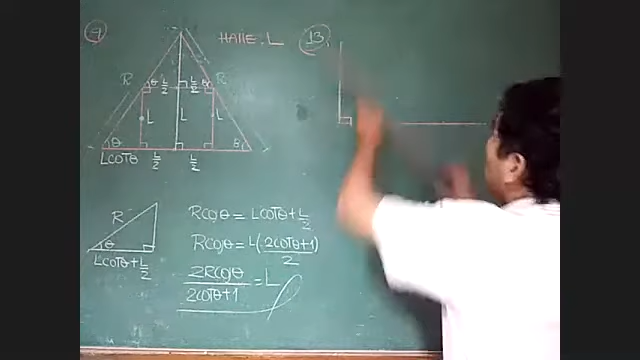 9
HALLE: L
13.
R θ L/2 L/2 θ R
L L L
θ θ
LCOTθ L/2 L/2
R
θ
LCOTθ+L/2
RCOSθ = LCOTθ+L/2
RCOSθ = L(2COTθ+1)/2
2RCOSθ/2COTθ+1 = L